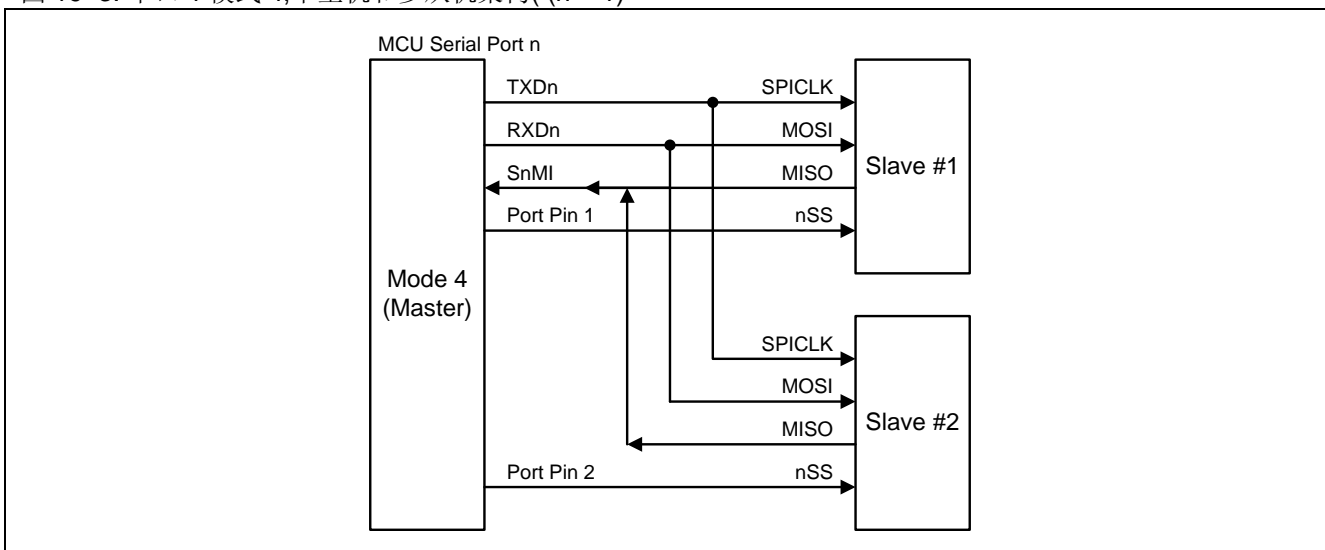 MCU Serial Port n
TXDn
SPICLK
RXDn
MOSI
SnMI
MISO
Port Pin 1
nSS
Slave #1
Mode 4
(Master)
SPICLK
MOSI
MISO
Slave #2
Port Pin 2
nSS